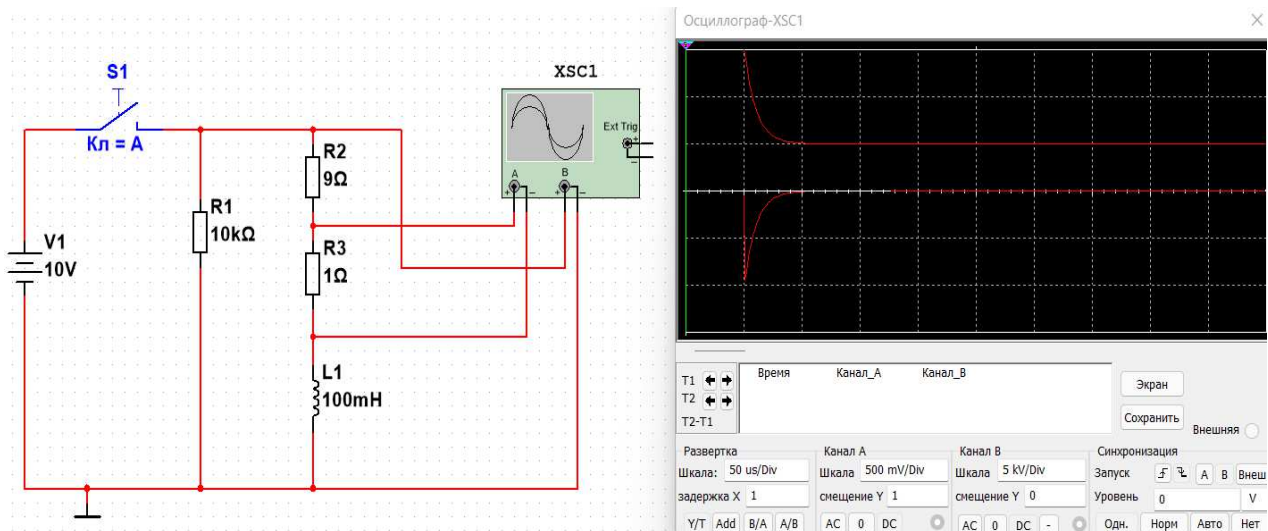 S1
Кл = A
V1
10V
R1
10kΩ
R2
9Ω
R3
1Ω
L1
100mH
XSC1
Ext Trig
+
–
A
B
+ – + –
Осциллограф-XSC1
T1
T2
T2-T1
Время Канал_A Канал_B
Экран
Сохранить
Внешняя
Развертка Канал A Канал B Синхронизация
Шкала: 50 us/Div Шкала 500 mV/Div Шкала 5 kV/Div Запуск A B Внеш
задержка X 1 смещение Y 1 смещение Y 0 Уровень 0 V
Y/T Add B/A A/B AC 0 DC AC 0 DC - Одн. Норм Авто Нет